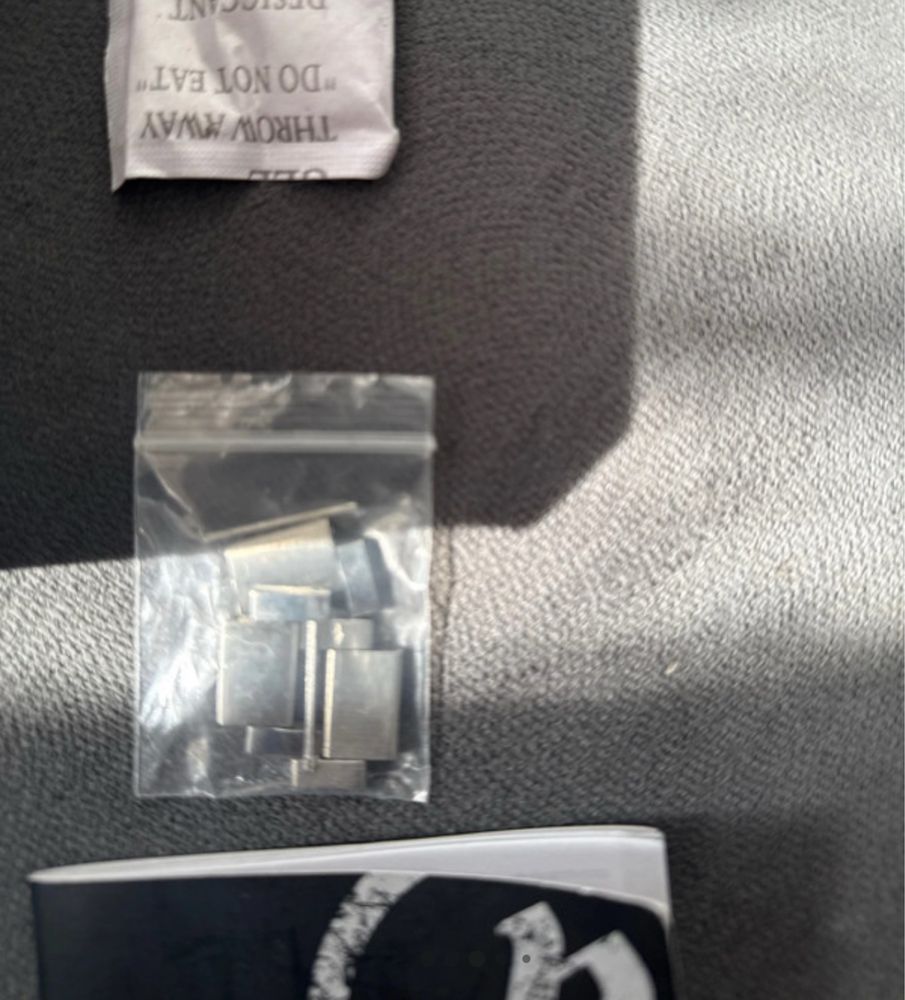 THROW AWAY
"DO NOT EAT"
DESICCANT